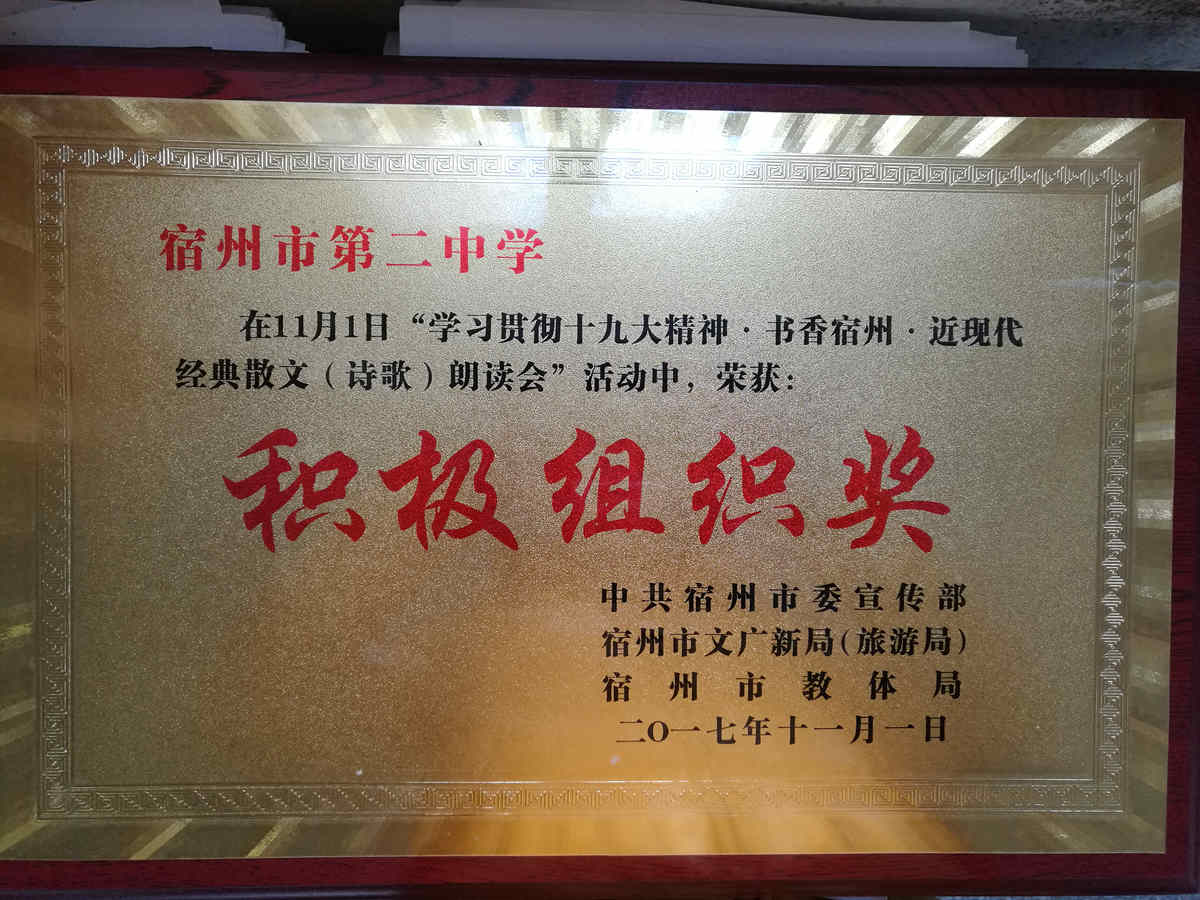 宿州市第二中学
在11月1日“学习贯彻十九大精神·书香宿州·近现代
经典散文（诗歌）朗读会”活动中，荣获：
积极组织奖
中共宿州市委宣传部
宿州市文广新局(旅游局)
宿州市教体局
二〇一七年十一月一日